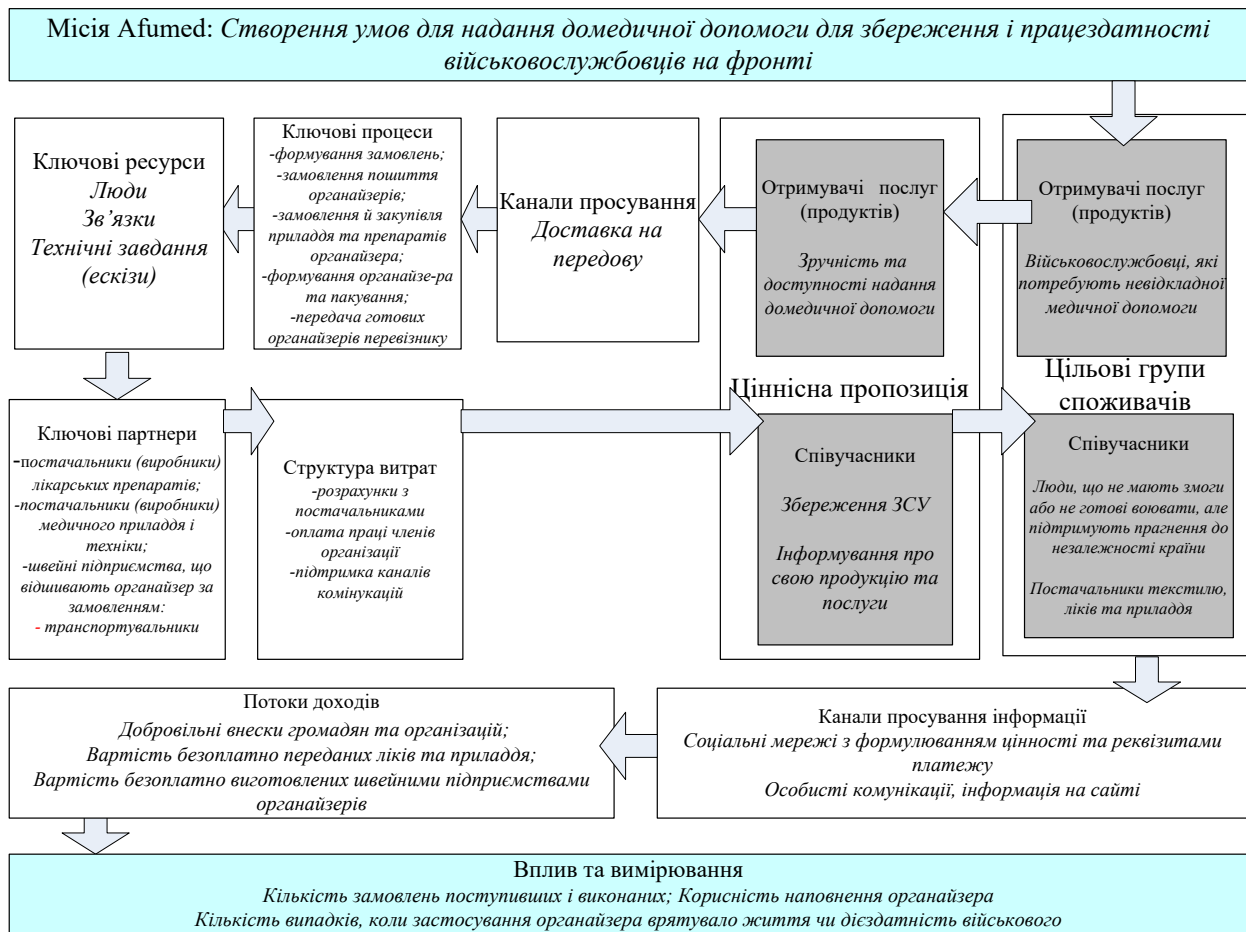 Місія Afumed: Створення умов для надання домедичної допомоги для збереження і працездатності
військовослужбовців на фронті
Ключові ресурси
Люди
Зв’язки
Технічні завдання
(ескізи)
Ключові процеси
-формування замовлень;
-замовлення пошиття
органайзерів;
-замовлення й закупівля
приладдя та препаратів
органайзера;
-формування органайзе-ра
та пакування;
-передача готових
органайзерів перевізнику
Канали просування
Доставка на
передову
Отримувачі послуг
(продуктів)
Зручність та
доступності надання
домедичної допомоги
Отримувачі послуг
(продуктів)
Військовослужбовці, які
потребують невідкладної
медичної допомоги
Ціннісна пропозиція
Цільові групи
споживачів
Ключові партнери
-постачальники (виробники)
лікарських препаратів;
-постачальники (виробники)
медичного приладдя і
техніки;
-швейні підприємства, що
відшивають органайзер за
замовленням:
- транспортувальники
Структура витрат
-розрахунки з
постачальниками
-оплата праці членів
організації
-підтримка каналів
комінукацій
Співучасники
Збереження ЗСУ
Інформування про
свою продукцію та
послуги
Співучасники
Люди, що не мають змоги
або не готові воювати, але
підтримують прагнення до
незалежності країни
Постачальники текстилю,
ліків та приладдя
Потоки доходів
Добровільні внески громадян та організацій;
Вартість безоплатно переданих ліків та приладдя;
Вартість безоплатно виготовлених швейними підприємствами
органайзерів
Канали просування інформації
Соціальні мережі з формулюванням цінності та реквізитами
платежу
Особисті комунікації, інформація на сайті
Вплив та вимірювання
Кількість замовлень поступивших і виконаних; Корисність наповнення органайзера
Кількість випадків, коли застосування органайзера врятувало життя чи дієздатність військового